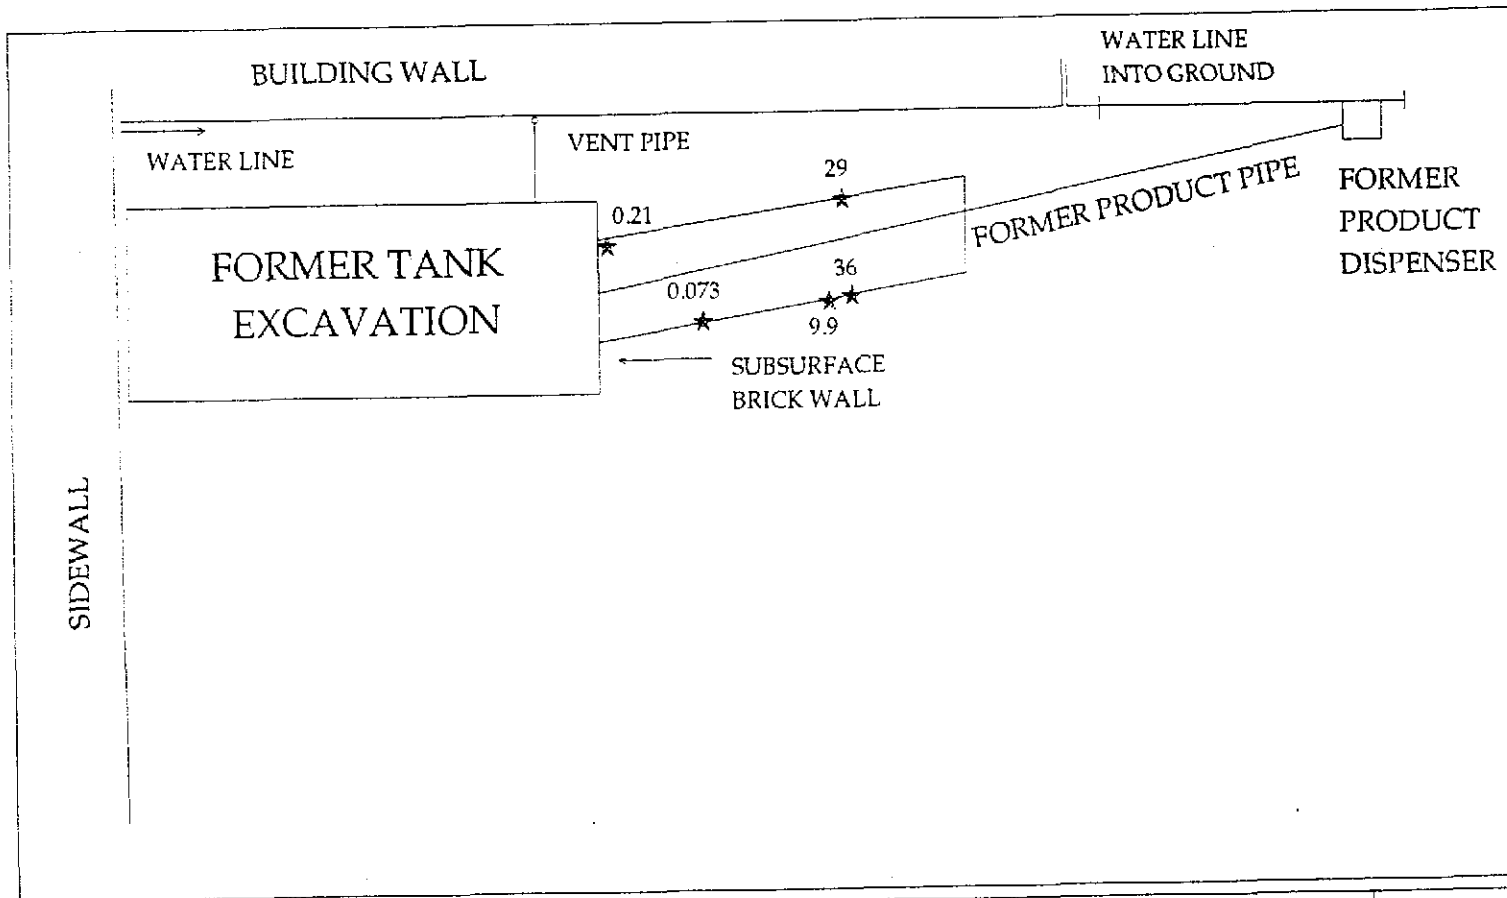 BUILDING WALL
WATER LINE
INTO GROUND
WATER LINE
VENT PIPE
29
0.21
FORMER PRODUCT PIPE
FORMER
PRODUCT
DISPENSER
FORMER TANK
EXCAVATION
0.073
36
9.9
SUBSURFACE
BRICK WALL
SIDEWALL